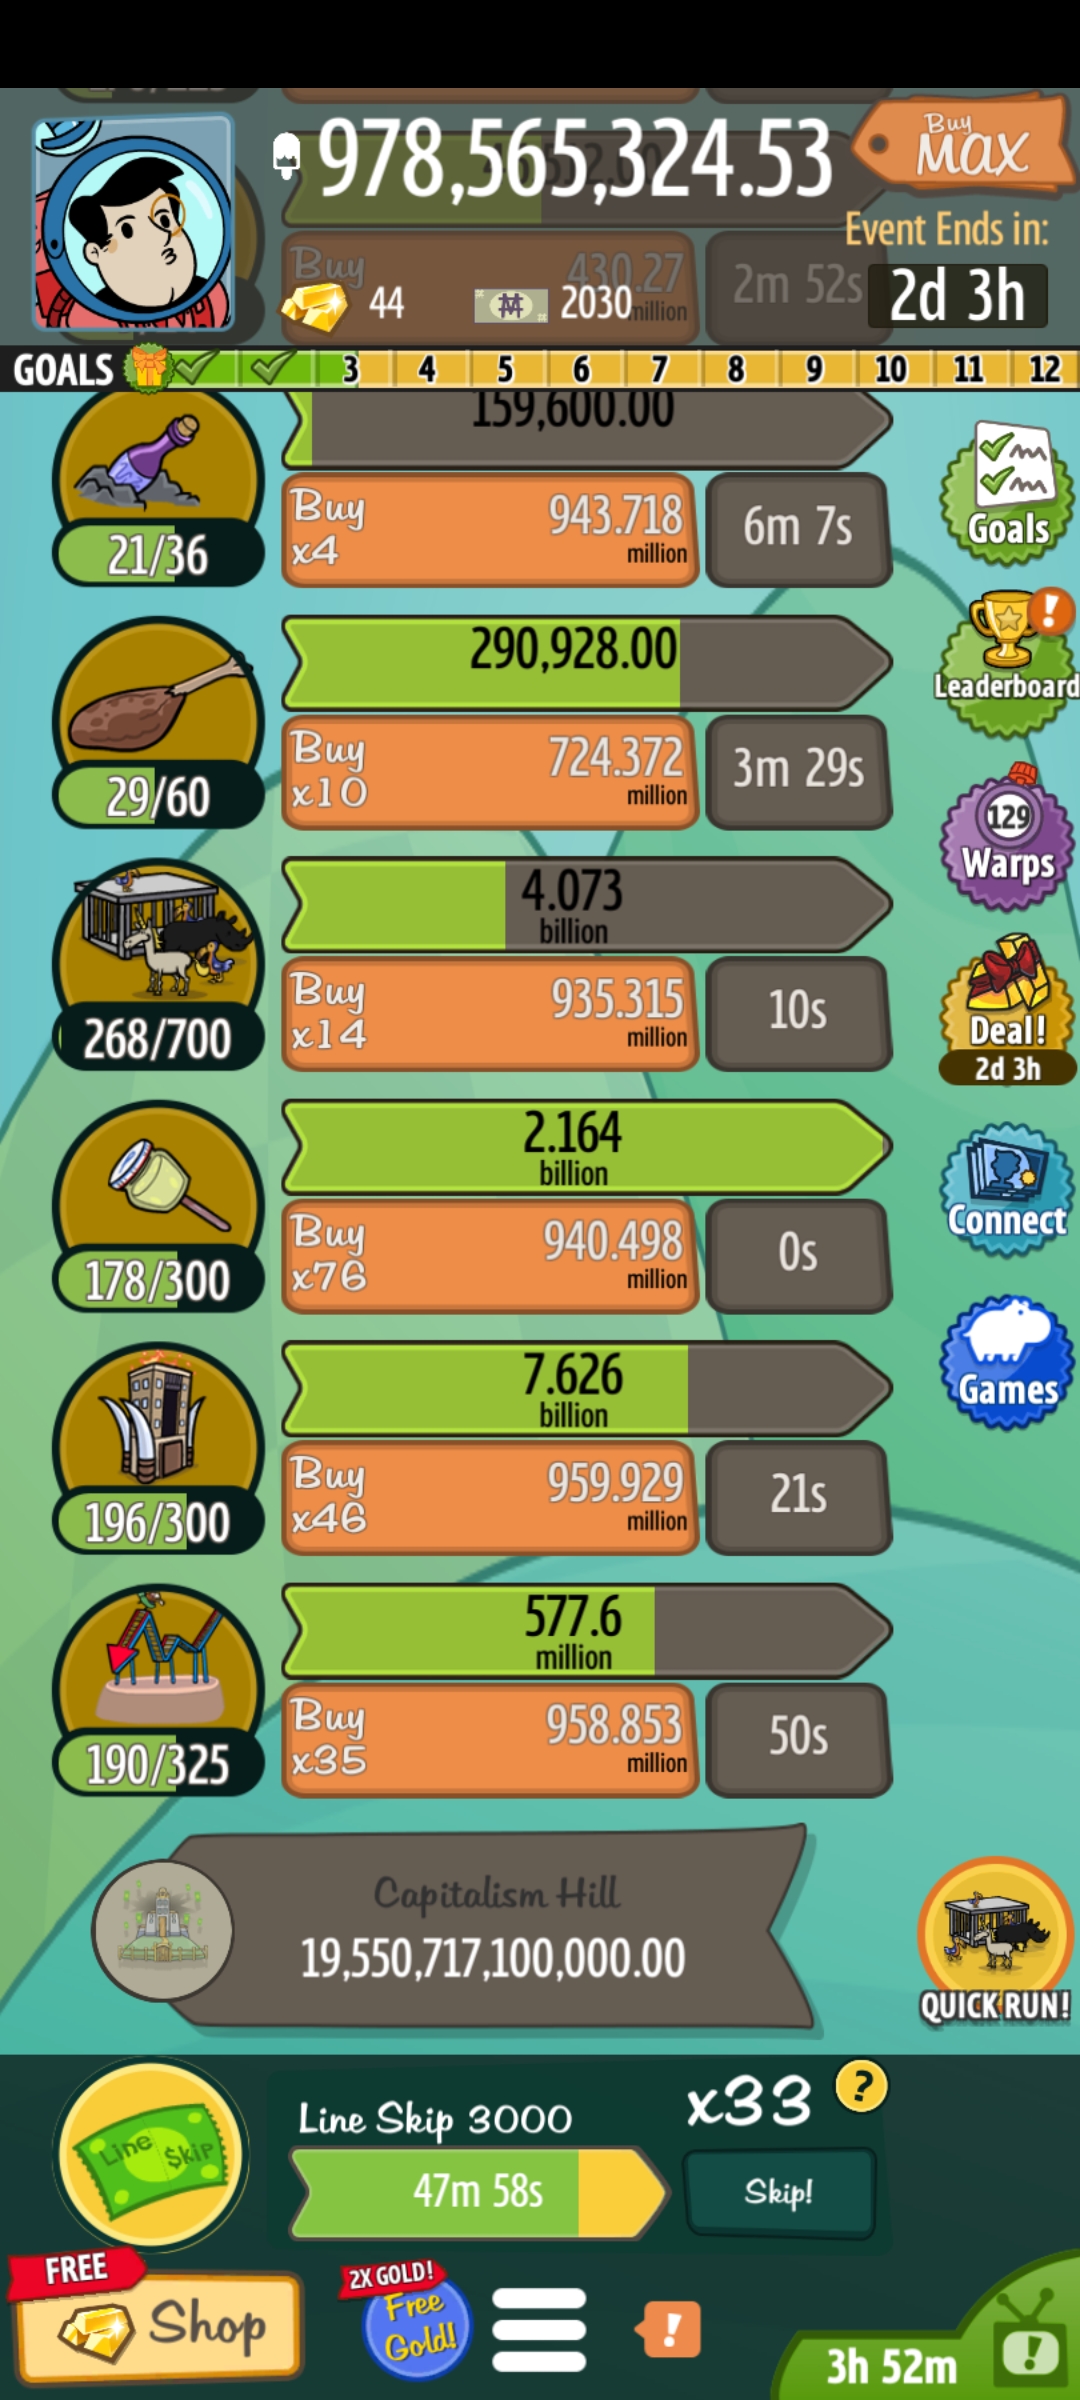 978,565,324.53
Buy
MAX
Event Ends in:
Buy
430.27
million
2m 52s
44
2030
2d 3h
GOALS
3
4
5
6
7
8
9
10
11
12
159,600.00
Buy
x4
943.718
million
6m 7s
21/36
Goals
290,928.00
Buy
x10
724.372
million
3m 29s
29/60
Leaderboard
!
4.073
billion
Buy
x14
935.315
million
10s
268/700
129
Warps
Deal!
2d 3h
2.164
billion
Buy
x76
940.498
million
0s
178/300
Connect
7.626
billion
Buy
x46
959.929
million
21s
196/300
Games
577.6
million
Buy
x35
958.853
million
50s
190/325
Capitalism Hill
19,550,717,100,000.00
QUICK RUN!
Line $kip
Line Skip 3000
x33
?
47m 58s
Skip!
FREE
Shop
2X GOLD!
Free
Gold!
!
3h 52m
!